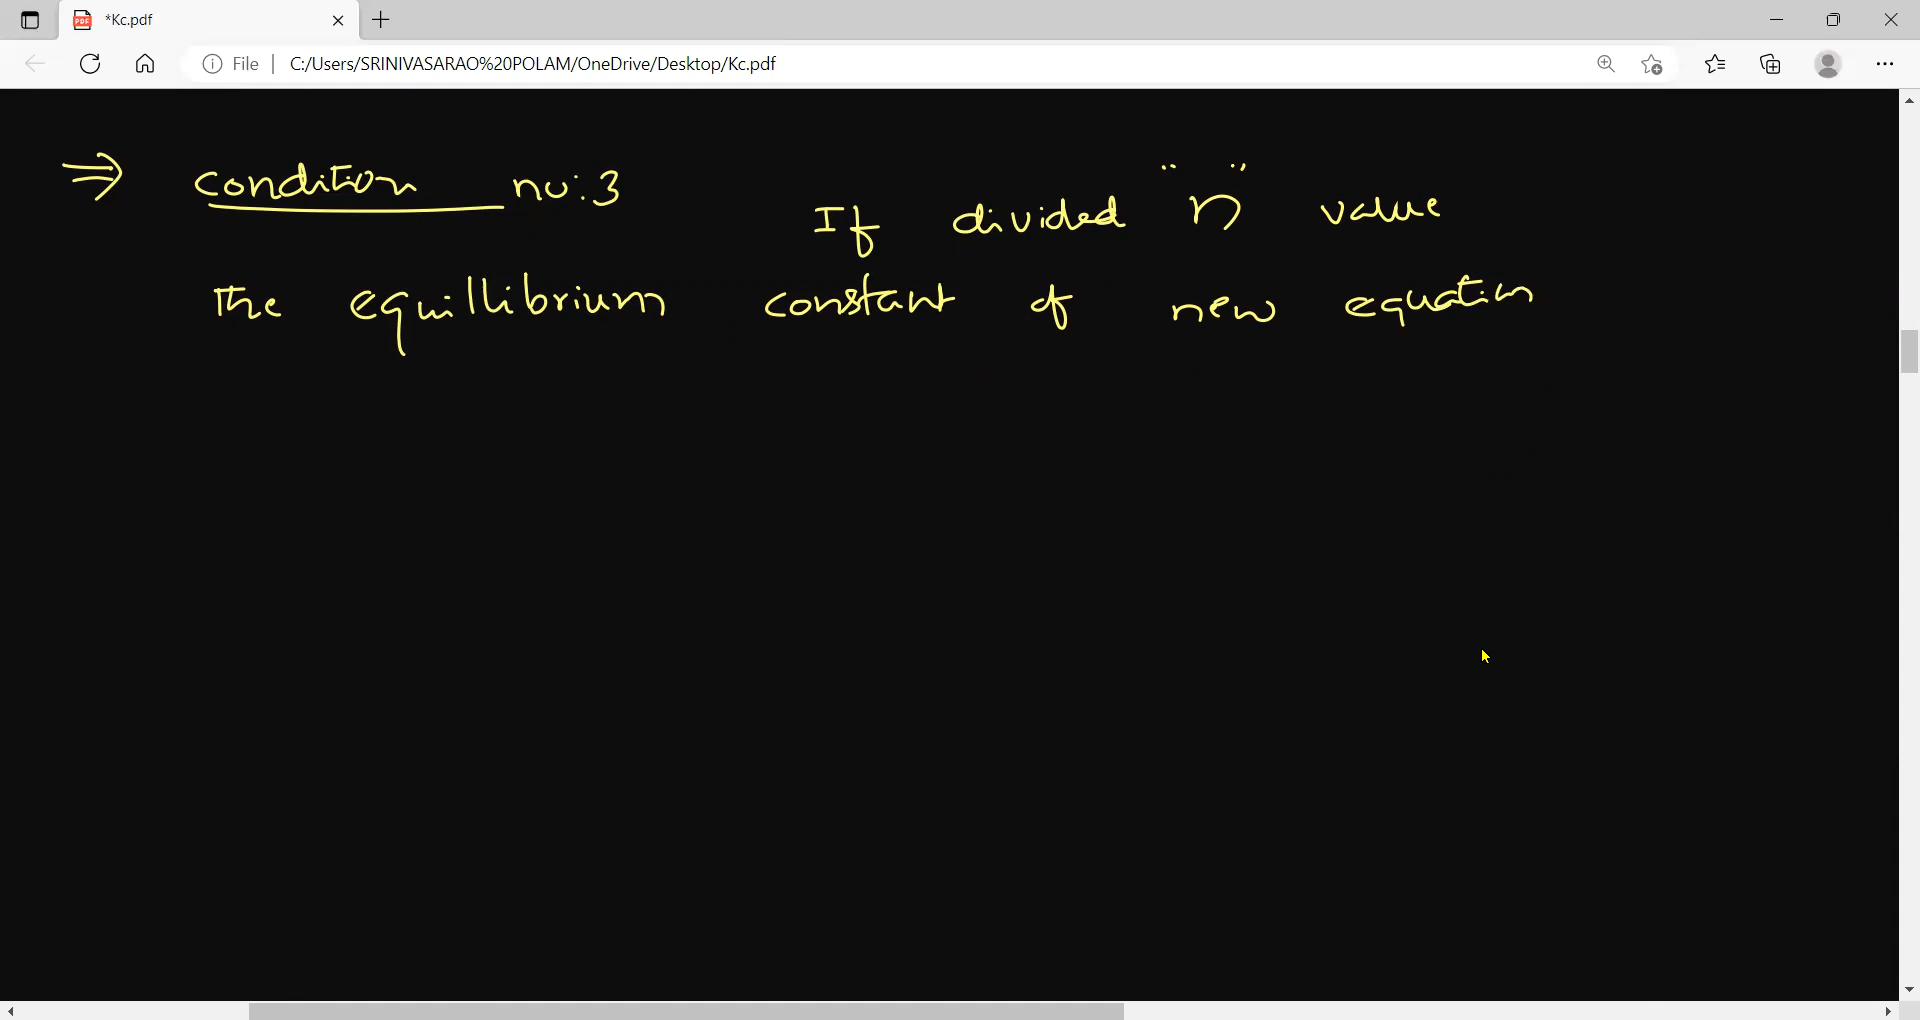 *Kc.pdf
File | C:/Users/SRINIVASARAO%20POLAM/OneDrive/Desktop/Kc.pdf
⇒ condition no:3 If divided "n" value
The equillibrium constant of new equation